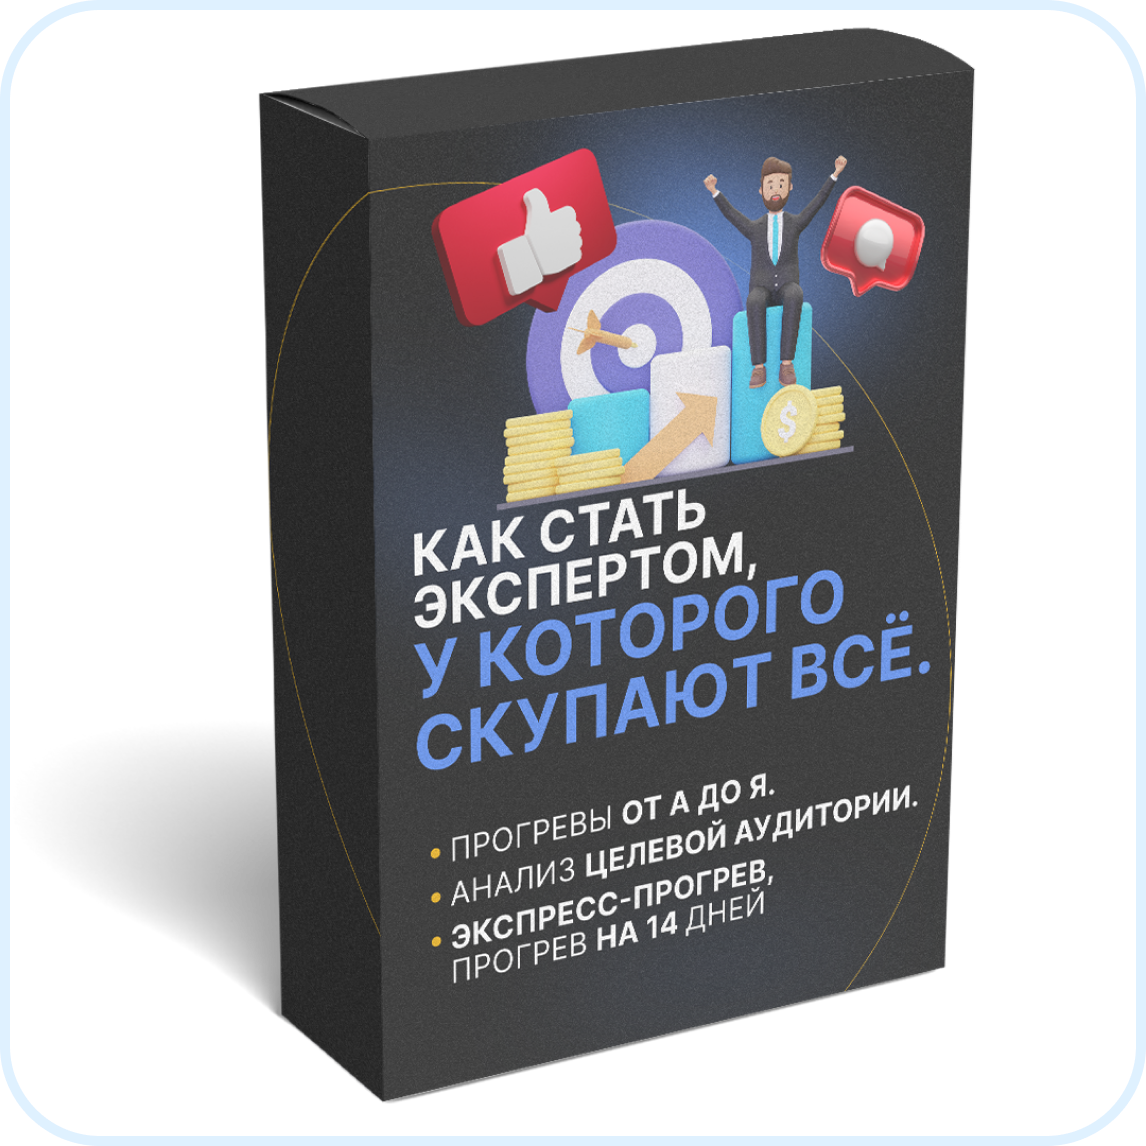 КАК СТАТЬ
ЭКСПЕРТОМ,
У КОТОРОГО
СКУПАЮТ ВСЁ.
• ПРОГРЕВЫ ОТ А ДО Я.
• АНАЛИЗ ЦЕЛЕВОЙ АУДИТОРИИ.
• ЭКСПРЕСС-ПРОГРЕВ,
ПРОГРЕВ НА 14 ДНЕЙ
$